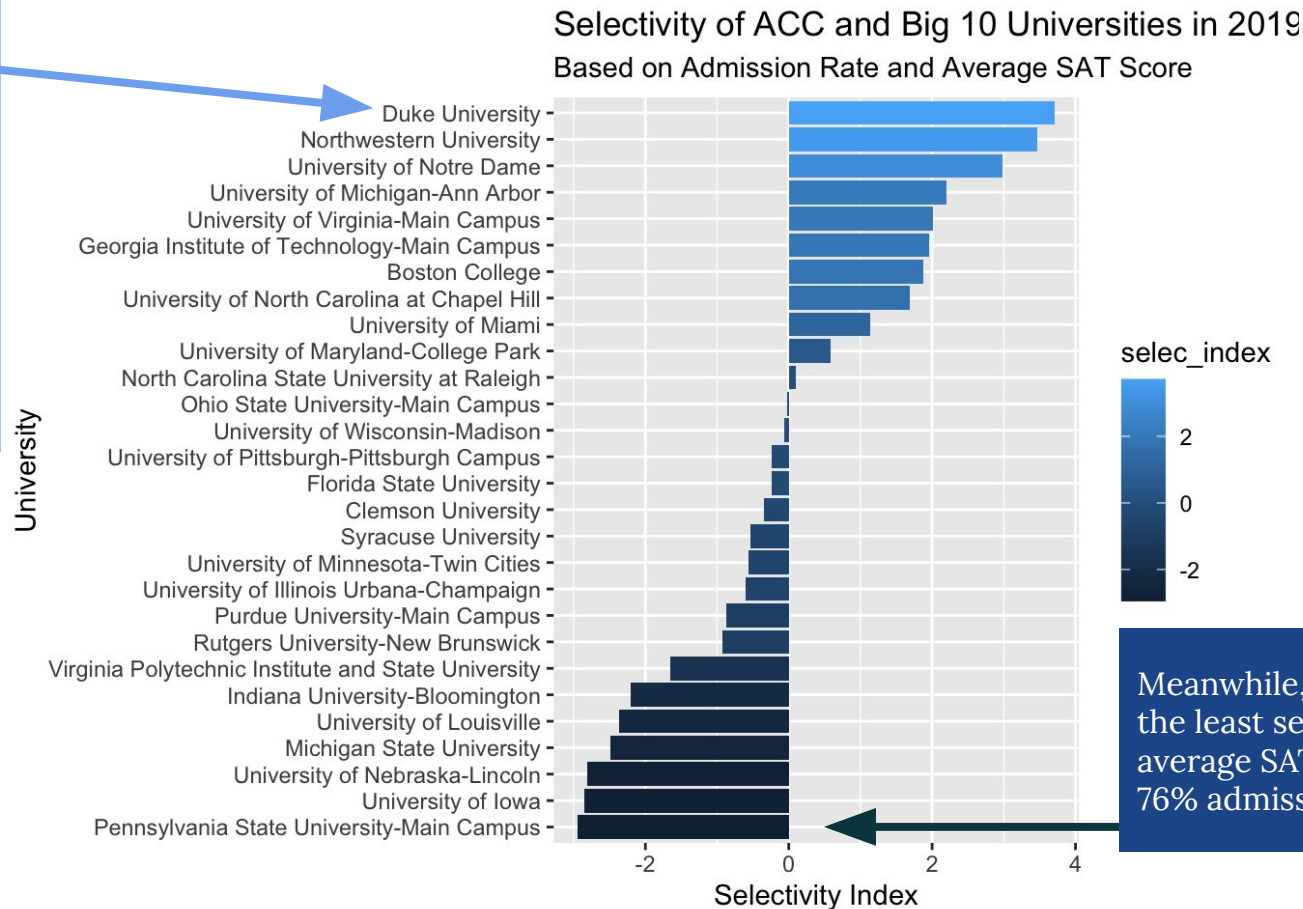 Selectivity of ACC and Big 10 Universities in 2019
Based on Admission Rate and Average SAT Score
Duke University
Northwestern University
University of Notre Dame
University of Michigan-Ann Arbor
University of Virginia-Main Campus
Georgia Institute of Technology-Main Campus
Boston College
University of North Carolina at Chapel Hill
University of Miami
University of Maryland-College Park
North Carolina State University at Raleigh
Ohio State University-Main Campus
University of Wisconsin-Madison
University of Pittsburgh-Pittsburgh Campus
Florida State University
Clemson University
Syracuse University
University of Minnesota-Twin Cities
University of Illinois Urbana-Champaign
Purdue University-Main Campus
Rutgers University-New Brunswick
Virginia Polytechnic Institute and State University
Indiana University-Bloomington
University of Louisville
Michigan State University
University of Nebraska-Lincoln
University of Iowa
Pennsylvania State University-Main Campus
University
-2 0 2 4
Selectivity Index
selec_index
2
0
-2
Meanwhile,
the least se
average SAT
76% admiss